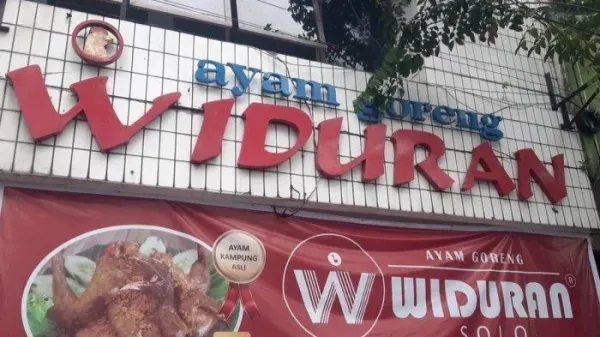 ayam goreng
WIDURAN
AYAM
KAMPUNG
ASLI
W
AYAM GORENG
WIDURAN®
SOLO